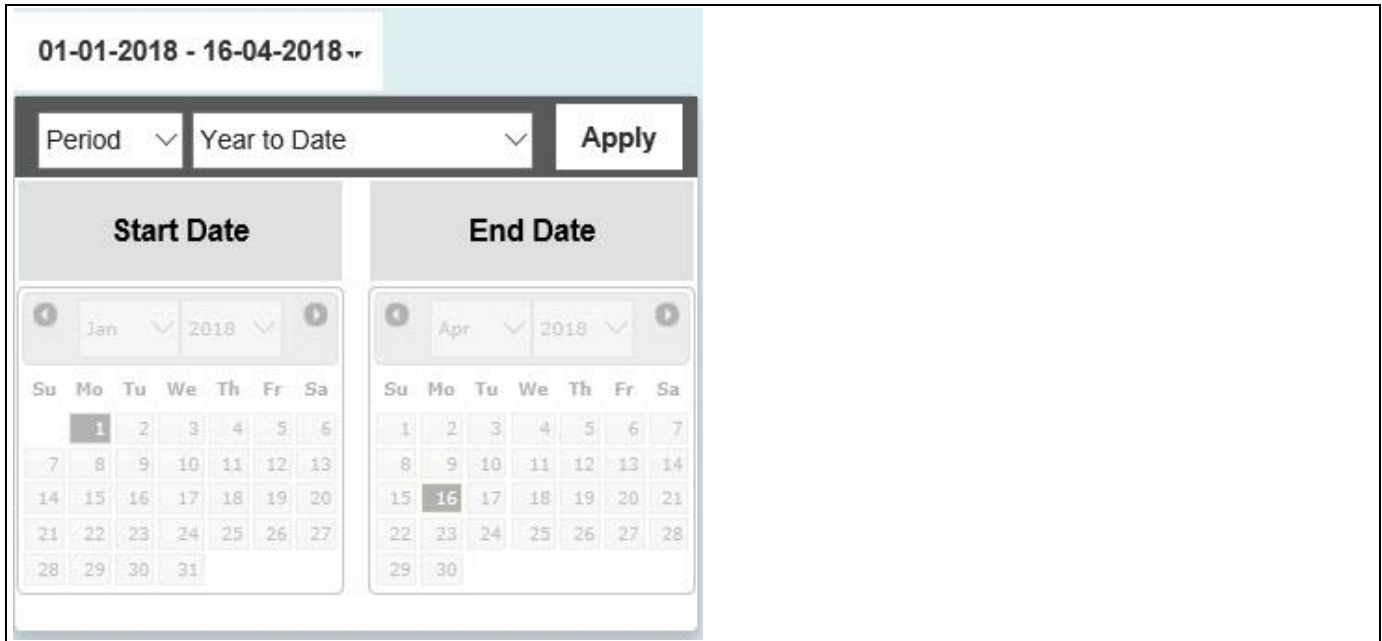 01-01-2018 - 16-04-2018
Period Year to Date Apply
Start Date End Date
Jan 2018 Apr 2018
Su Mo Tu We Th Fr Sa Su Mo Tu We Th Fr Sa
1 2 3 4 5 6 1 2 3 4 5 6 7
7 8 9 10 11 12 13 8 9 10 11 12 13 14
14 15 16 17 18 19 20 15 16 17 18 19 20 21
21 22 23 24 25 26 27 22 23 24 25 26 27 28
28 29 30 31 29 30